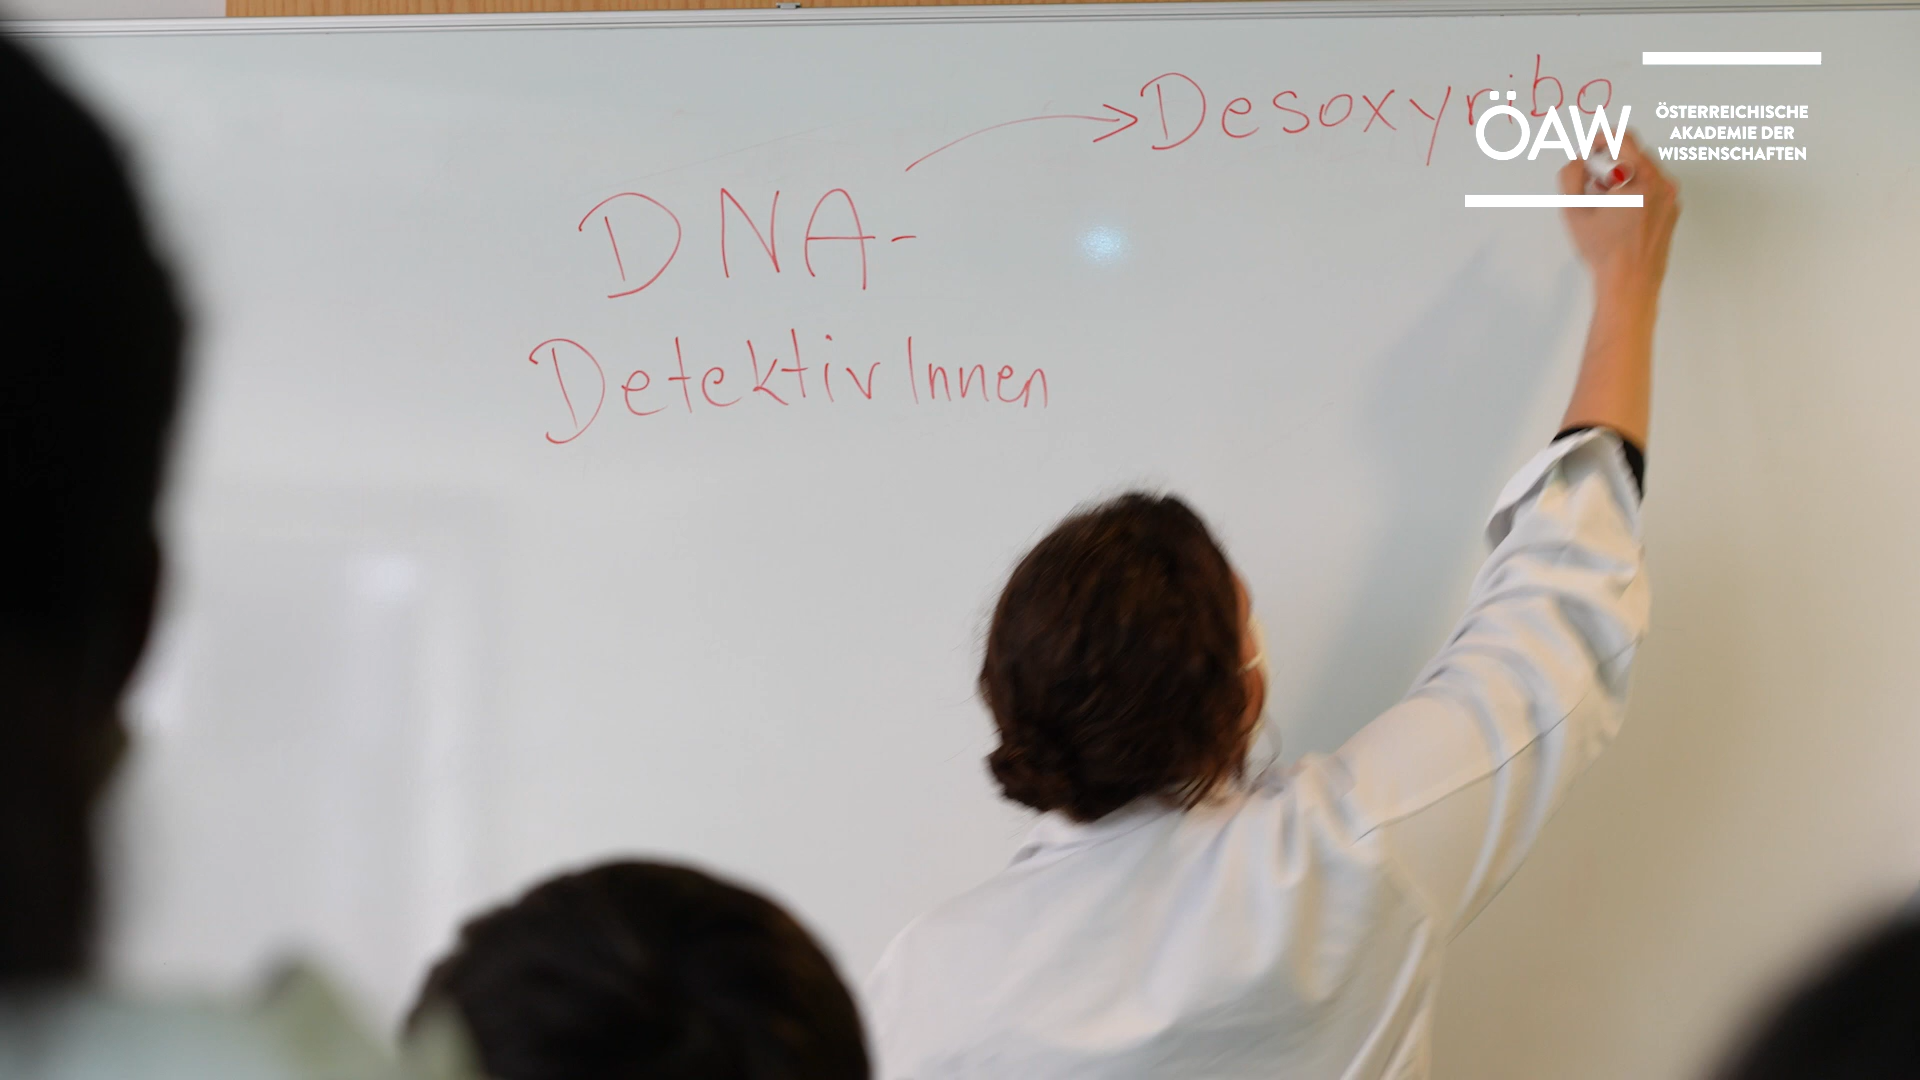 Desoxyribo
DNA-
DetektivInnen
ÖAW
ÖSTERREICHISCHE
AKADEMIE DER
WISSENSCHAFTEN